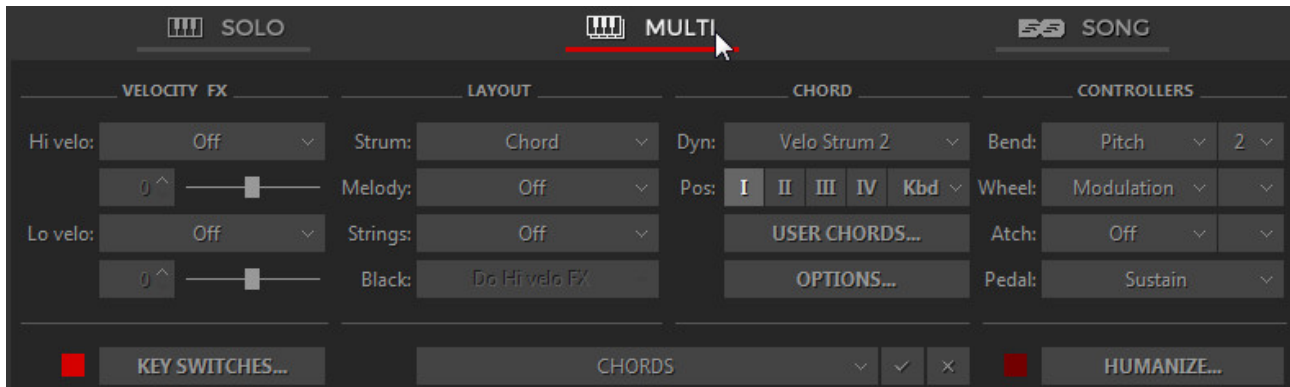 SOLO MULTI SONG
VELOCITY FX LAYOUT CHORD CONTROLLERS
Hi velo: Off Strum: Chord Dyn: Velo Strum 2 Bend: Pitch 2
0 Melody: Off Pos: I II III IV Kbd Wheel: Modulation
Lo velo: Off Strings: Off USER CHORDS... Atch: Off
0 Black: Do Hi velo FX OPTIONS... Pedal: Sustain
KEY SWITCHES... CHORDS HUMANIZE...